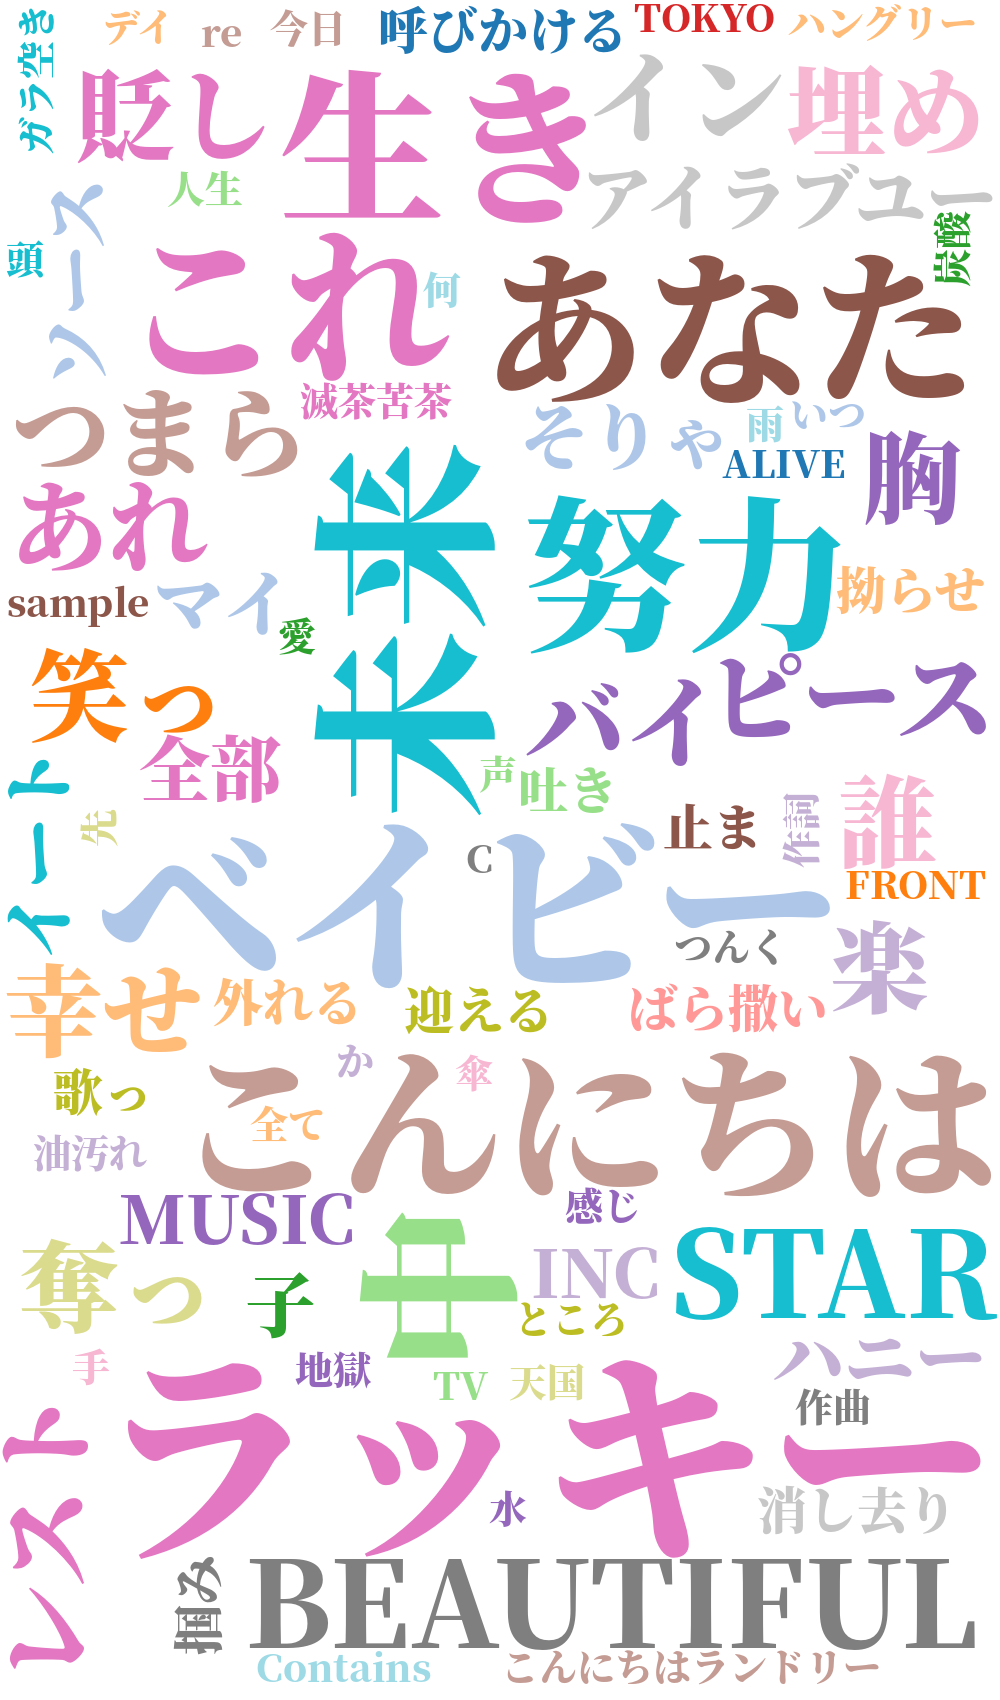 ガラ空き
デイ
re
今日
呼びかける
TOKYO
ハングリー
貶し
生き
イン
埋め
人生
アイラブユー
ソース
炭酸
頭
これ
何
あなた
滅茶苦茶
つまら
そりゃ
雨
いつ
ALIVE
胸
あれ
未来
努力
拗らせ
sample
マイ
愛
笑っ
バイ
ピース
全部
声
吐き
イート
先
止ま
作詞
誰
ベイビー
C
FRONT
つんく
楽
幸せ
外れる
迎える
ばら撒い
歌っ
か
傘
こんにちは
全て
油汚れ
MUSIC
感じ
日
INC
STAR
奪っ
子
ところ
手
地獄
TV
天国
ハニー
作曲
ラッキー
レスト
水
消し去り
掴み
BEAUTIFUL
Contains
こんにちはランドリー